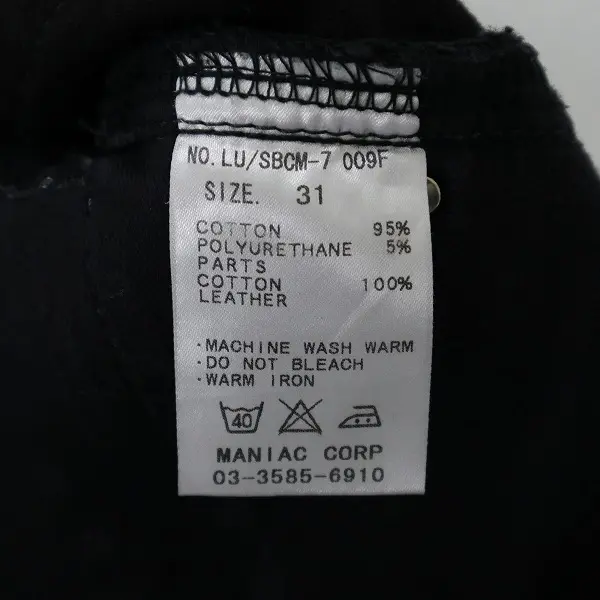 NO. LU/SBCM-7 009F
SIZE. 31
COTTON 95%
POLYURETHANE 5%
PARTS
COTTON 100%
LEATHER
·MACHINE WASH WARM
·DO NOT BLEACH
·WARM IRON
40
MANIAC CORP
03-3585-6910